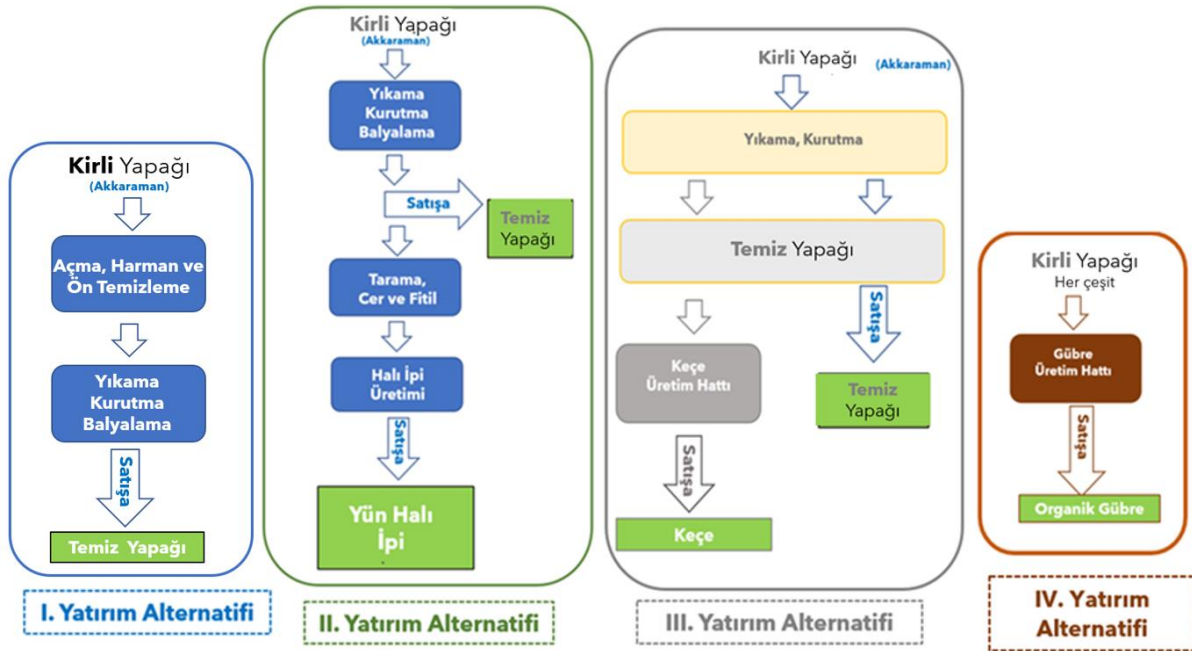 Kirli Yapağı
(Akkaraman)
Açma, Harman ve
Ön Temizleme
Yıkama
Kurutma
Balyalama
Satışa
Temiz Yapağı
I. Yatırım Alternatifi
Kirli Yapağı
(Akkaraman)
Yıkama
Kurutma
Balyalama
Satışa
Temiz
Yapağı
Tarama,
Cer ve Fitil
Halı İpi
Üretimi
Satışa
Yün Halı
İpi
II. Yatırım Alternatifi
Kirli Yapağı
(Akkaraman)
Yıkama, Kurutma
Temiz Yapağı
Keçe
Üretim Hattı
Satışa
Keçe
Satışa
Temiz
Yapağı
III. Yatırım Alternatifi
Kirli Yapağı
Her çeşit
Gübre
Üretim Hattı
Satışa
Organik Gübre
IV. Yatırım
Alternatifi